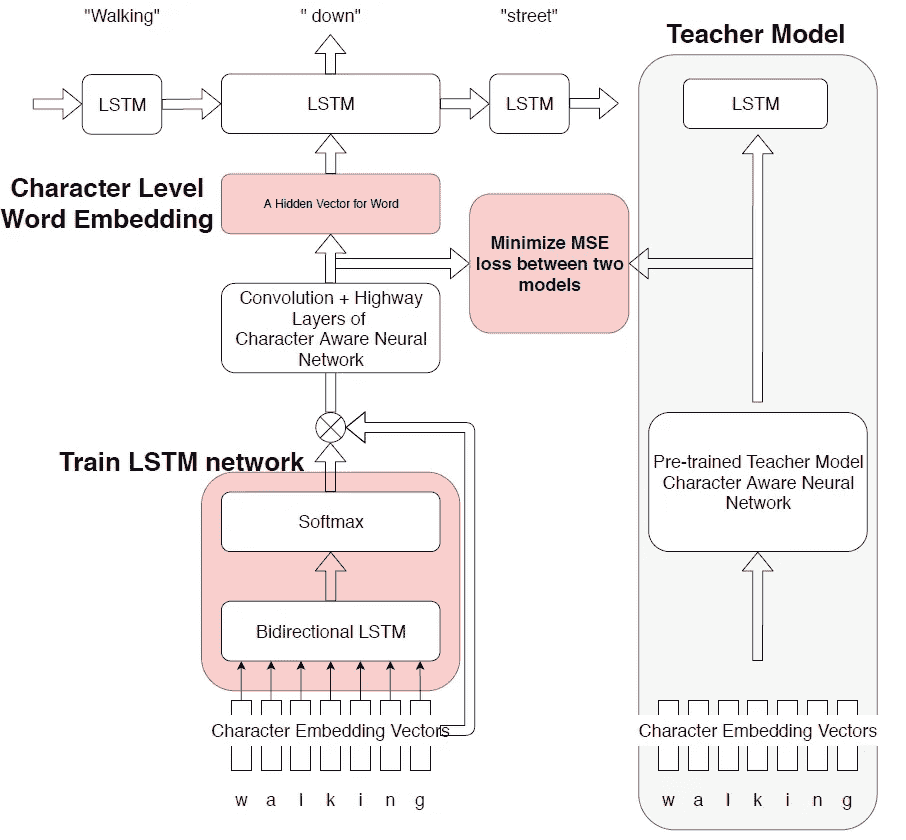 "Walking"
" down"
"street"
Teacher Model
LSTM
LSTM
LSTM
LSTM
Character Level
Word Embedding
A Hidden Vector for Word
Minimize MSE
loss between two
models
Convolution + Highway
Layers of
Character Aware Neural
Network
Train LSTM network
Softmax
Bidirectional LSTM
Pre-trained Teacher Model
Character Aware Neural
Network
Character Embedding Vectors
w a l k i n g
Character Embedding Vectors
w a l k i n g